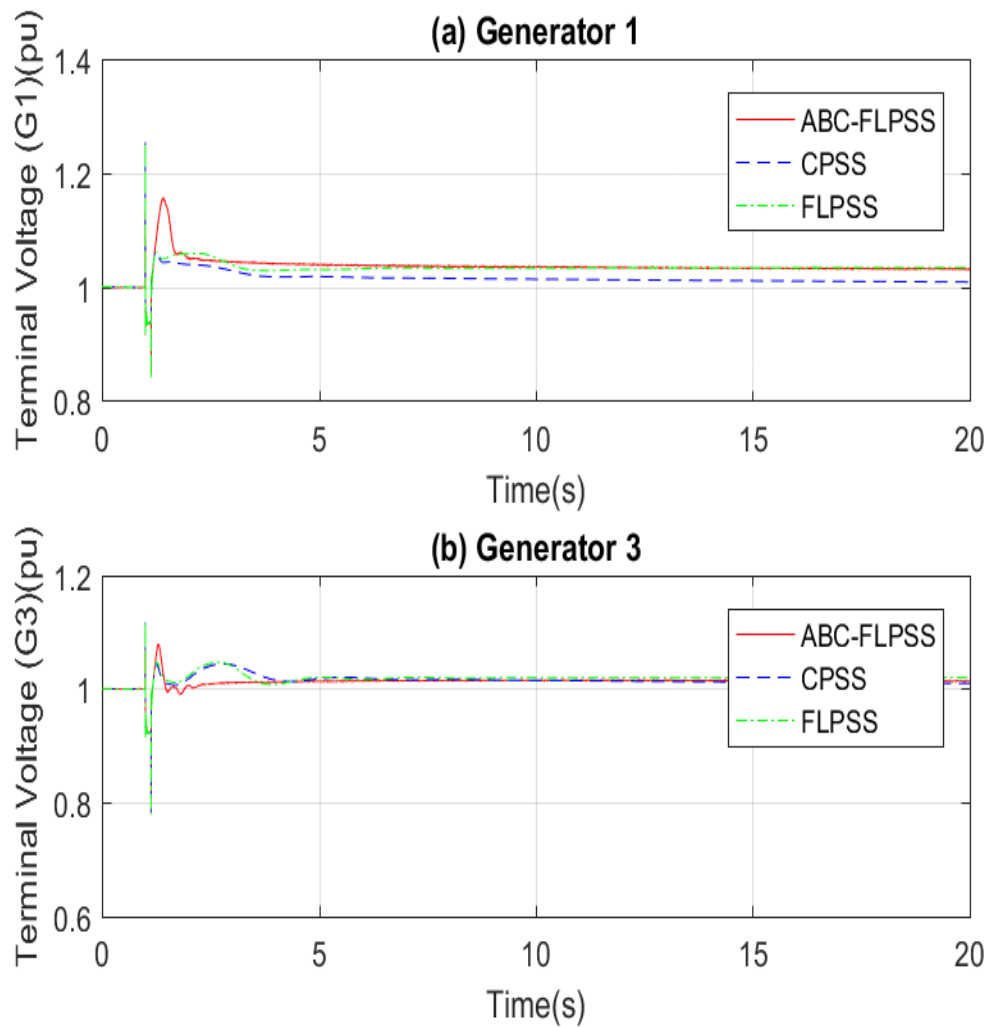 (a) Generator 1
Terminal Voltage (G1)(pu)
1.4
1.2
1
0.8
ABC-FLPSS
CPSS
FLPSS
0 5 10 15 20
Time(s)
(b) Generator 3
Terminal Voltage (G3)(pu)
1.2
1
0.8
0.6
ABC-FLPSS
CPSS
FLPSS
0 5 10 15 20
Time(s)